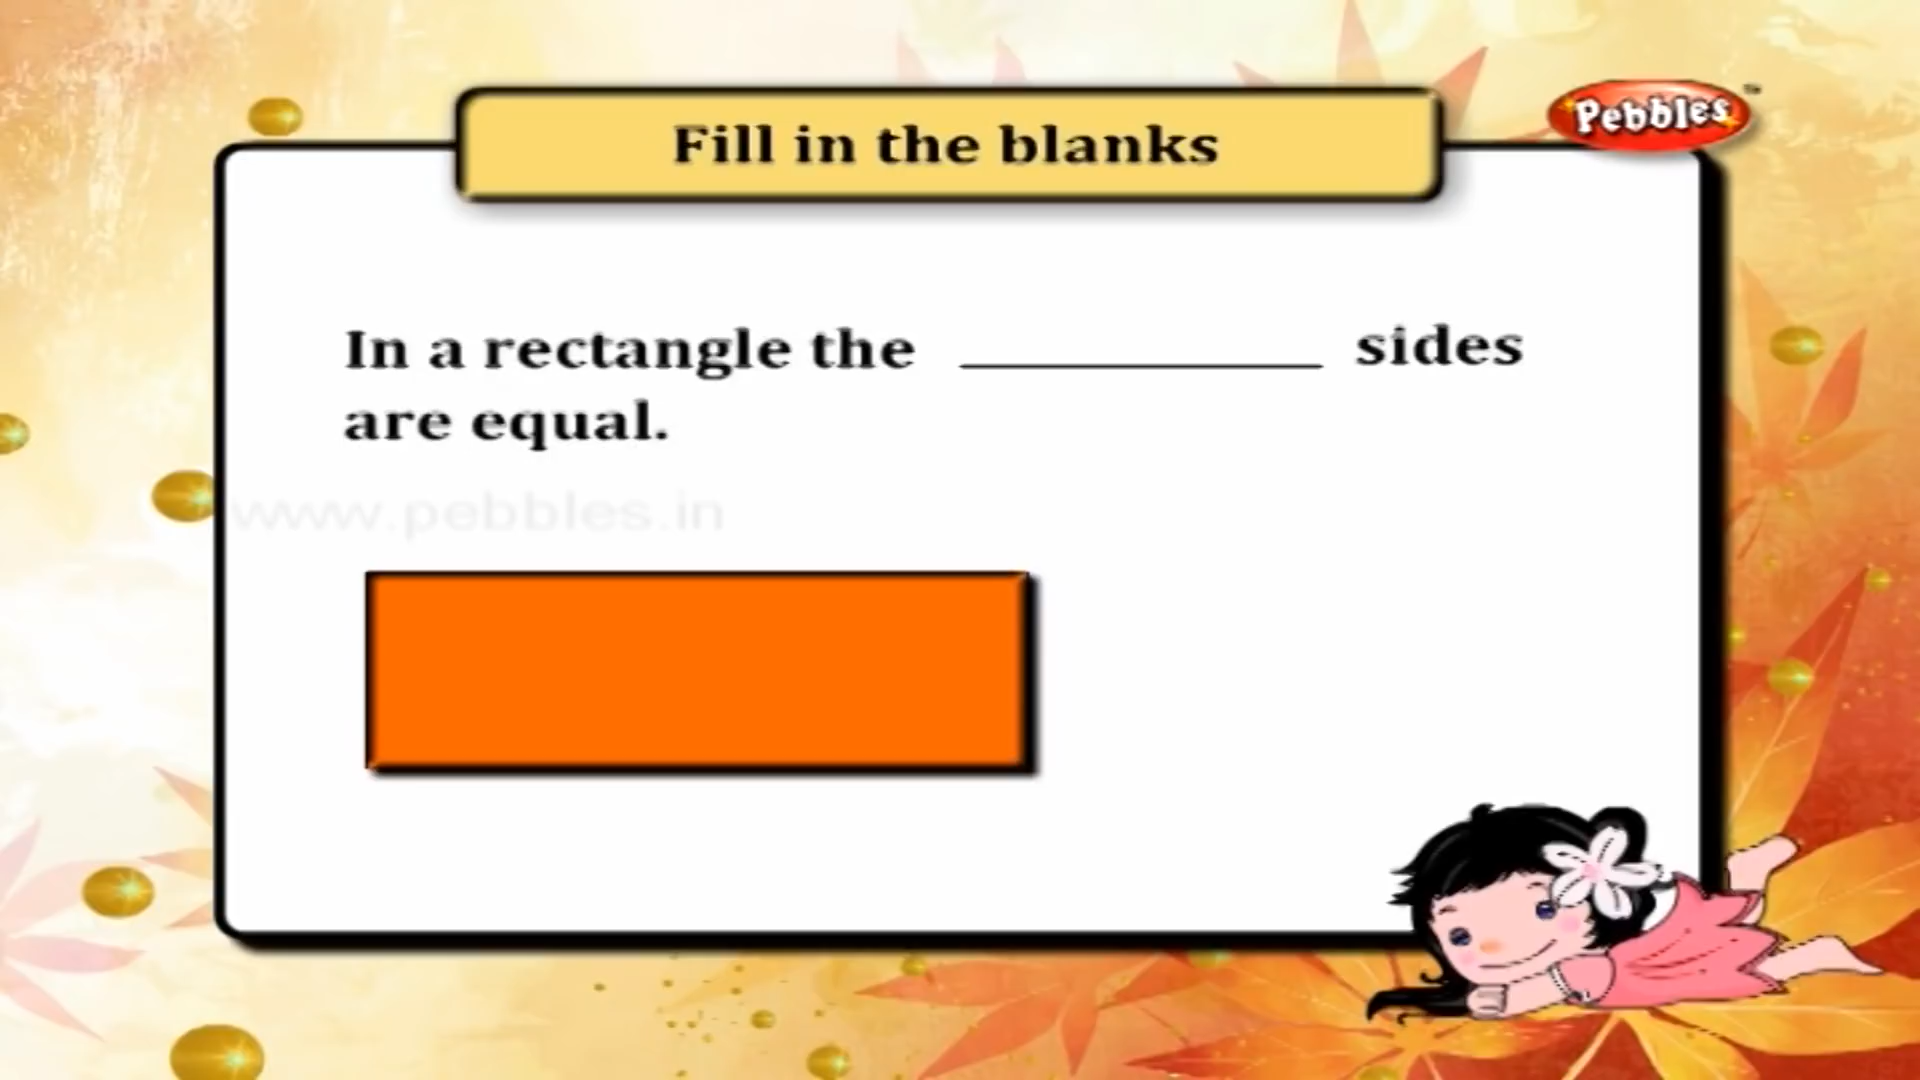 Fill in the blanks
Pebbles
In a rectangle the ____________ sides
are equal.
www.pebbles.in